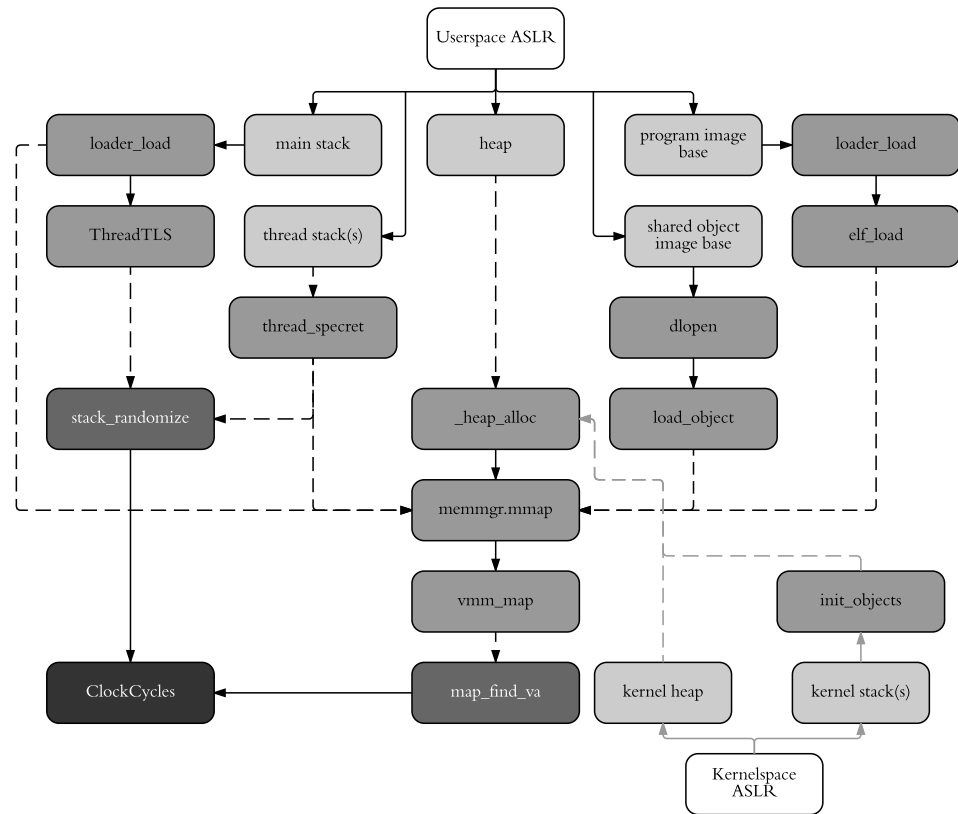 Userspace ASLR
loader_load
main stack
heap
program image
base
loader_load
ThreadTLS
thread stack(s)
shared object
image base
elf_load
thread_specret
dlopen
stack_randomize
_heap_alloc
load_object
memmgr.mmap
vmm_map
init_objects
ClockCycles
map_find_va
kernel heap
kernel stack(s)
Kernelspace
ASLR